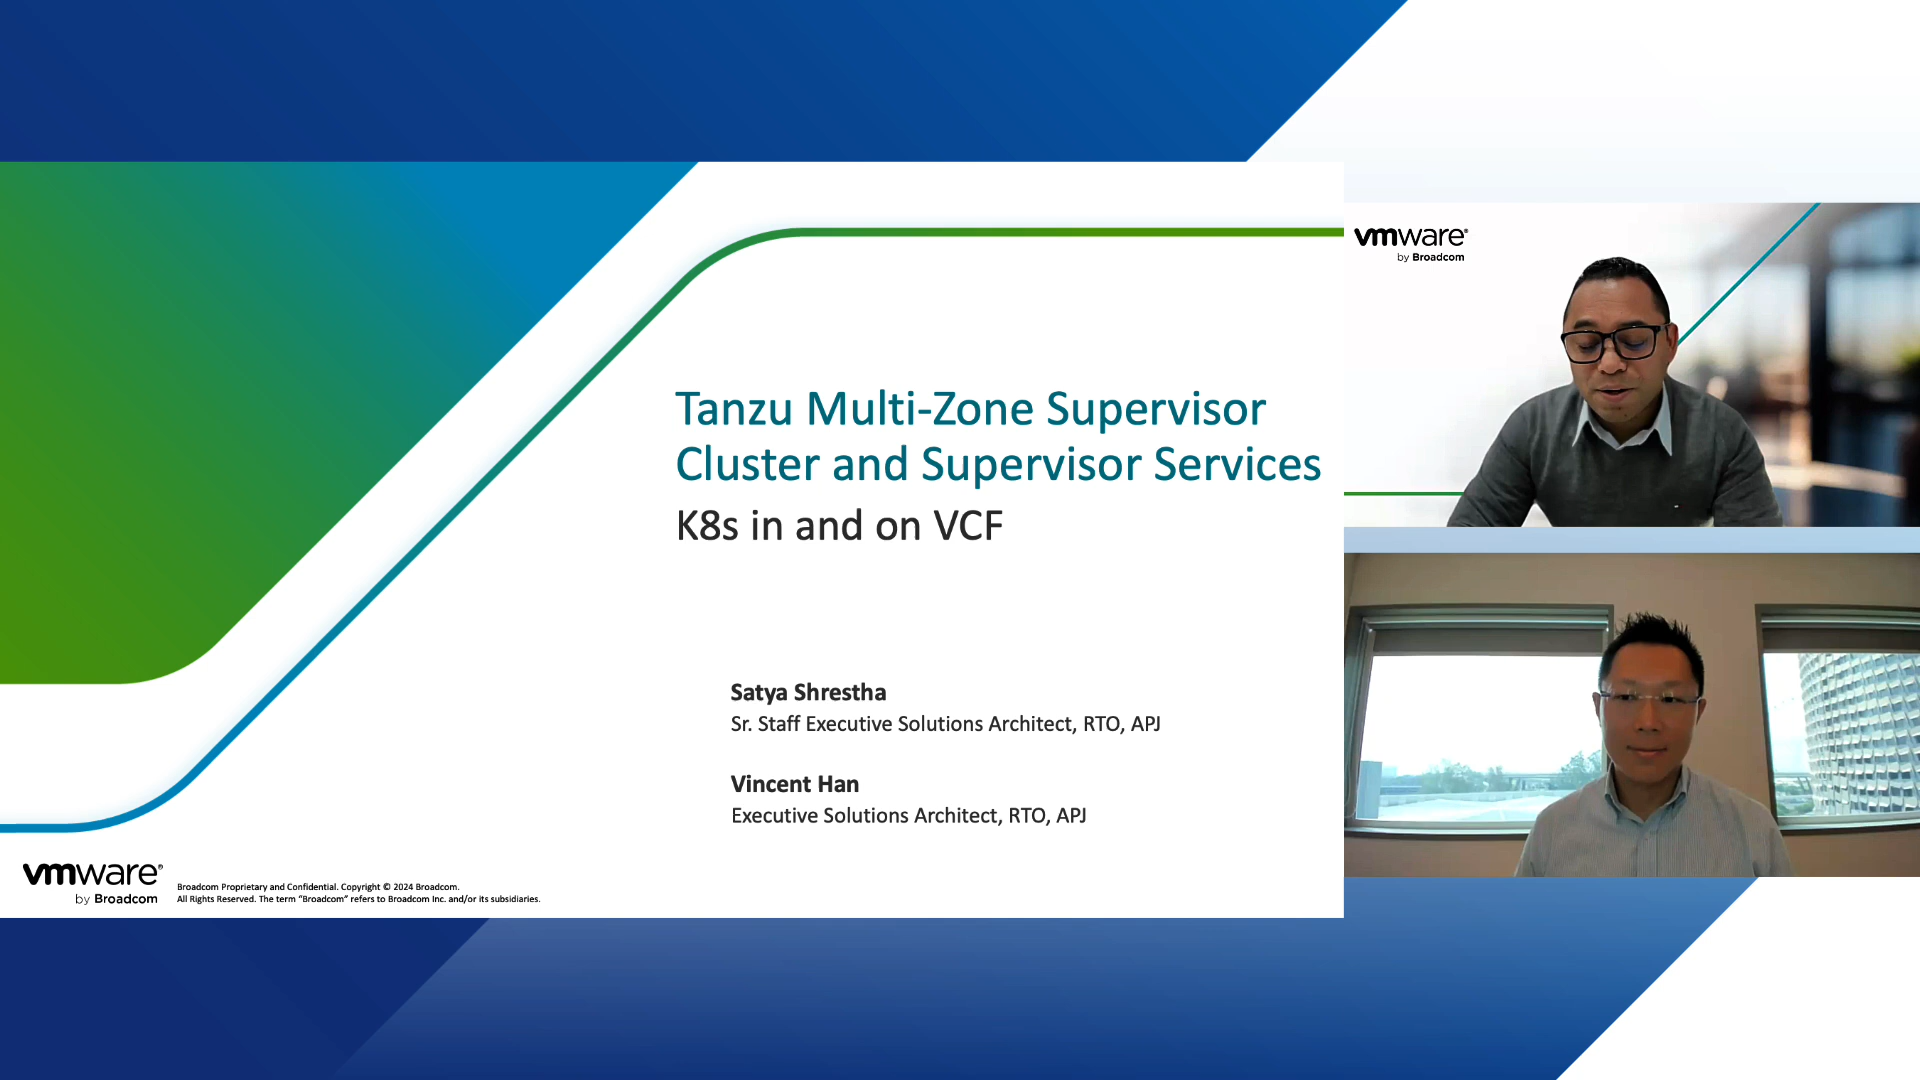 Tanzu Multi-Zone Supervisor
Cluster and Supervisor Services
K8s in and on VCF
Satya Shrestha
Sr. Staff Executive Solutions Architect, RTO, APJ
Vincent Han
Executive Solutions Architect, RTO, APJ
vmware®
by Broadcom
Broadcom Proprietary and Confidential. Copyright © 2024 Broadcom.
All Rights Reserved. The term “Broadcom” refers to Broadcom Inc. and/or its subsidiaries.
vmware®
by Broadcom